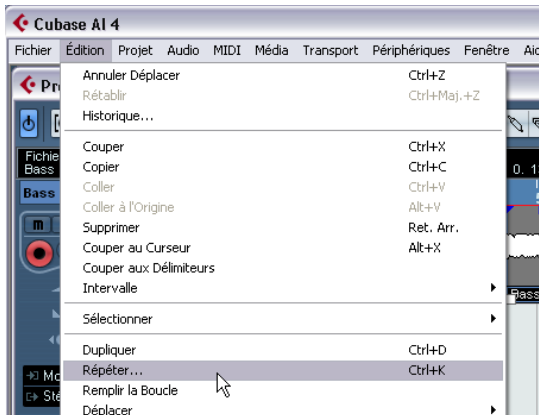 Cubase AI 4
Fichier Édition Projet Audio MIDI Média Transport Périphériques Fenêtre
Annuler Déplacer Ctrl+Z
Rétablir Ctrl+Maj.+Z
Historique...
Couper Ctrl+X
Copier Ctrl+C
Coller Ctrl+V
Coller à l'Origine Alt+V
Supprimer Ret. Arr.
Couper au Curseur Alt+X
Couper aux Délimiteurs
Intervalle
Sélectionner
Dupliquer Ctrl+D
Répéter... Ctrl+K
Remplir la Boucle
Déplacer
Fichie
Bass
Bass
m
Bass